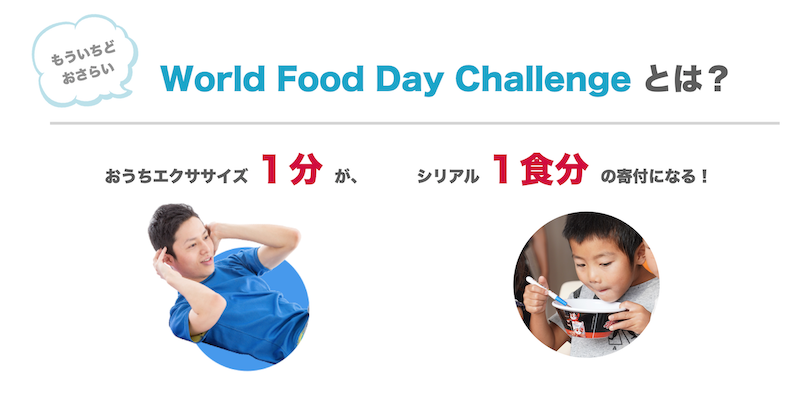 もういちど
おさらい
World Food Day Challenge とは？
おうちエクササイズ 1分 が、 シリアル 1食分 の寄付になる！